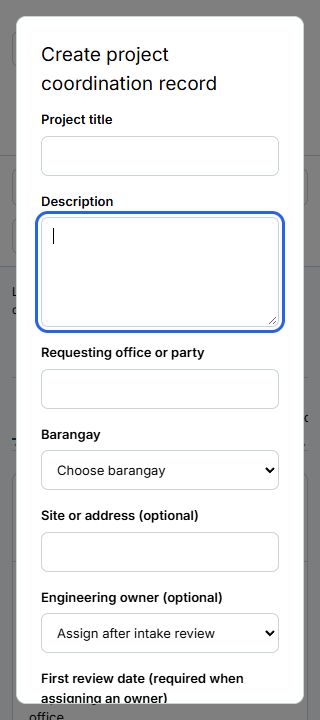 Create project
coordination record
Project title
Description
Requesting office or party
Barangay
Choose barangay
Site or address (optional)
Engineering owner (optional)
Assign after intake review
First review date (required when
assigning an owner)
office